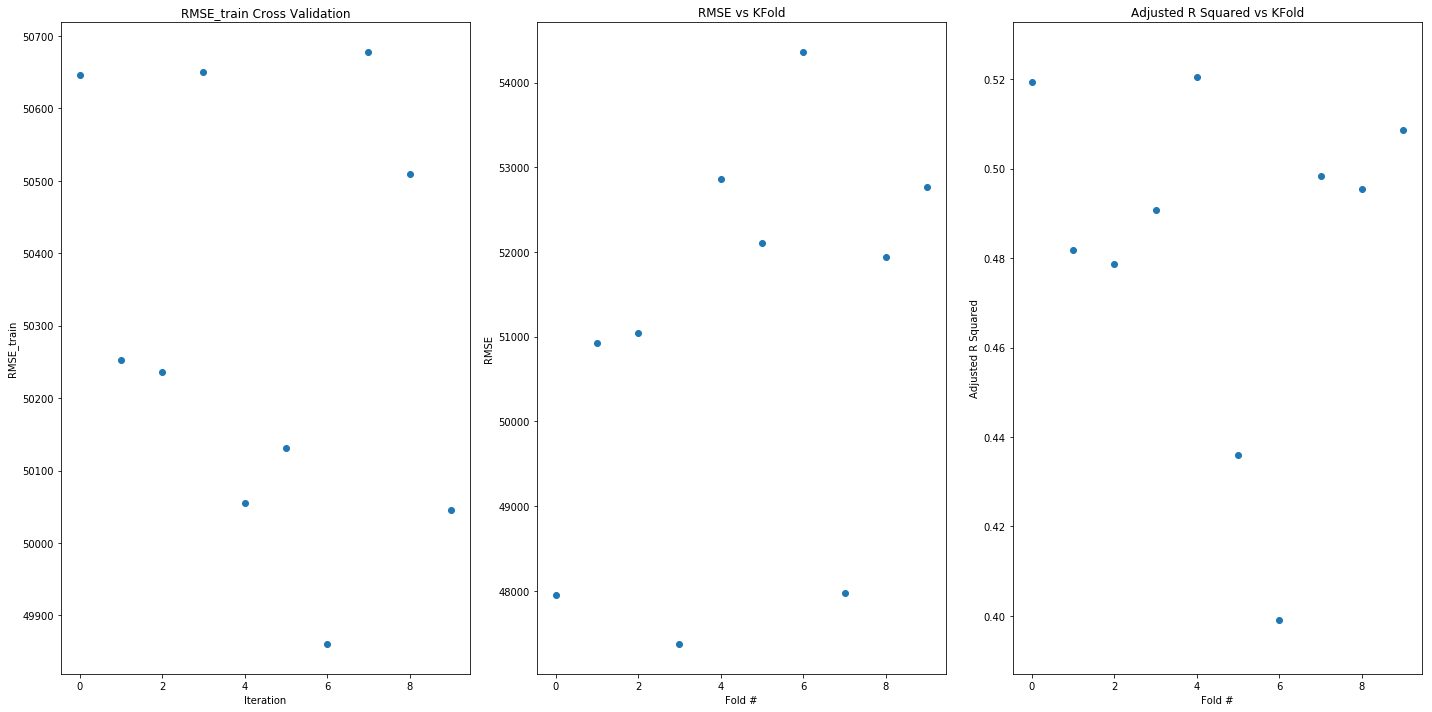 RMSE_train Cross Validation
RMSE_train
50700
50600
50500
50400
50300
50200
50100
50000
49900
0 2 4 6 8
Iteration
RMSE vs KFold
RMSE
54000
53000
52000
51000
50000
49000
48000
0 2 4 6 8
Fold #
Adjusted R Squared vs KFold
Adjusted R Squared
0.52
0.50
0.48
0.46
0.44
0.42
0.40
0 2 4 6 8
Fold #